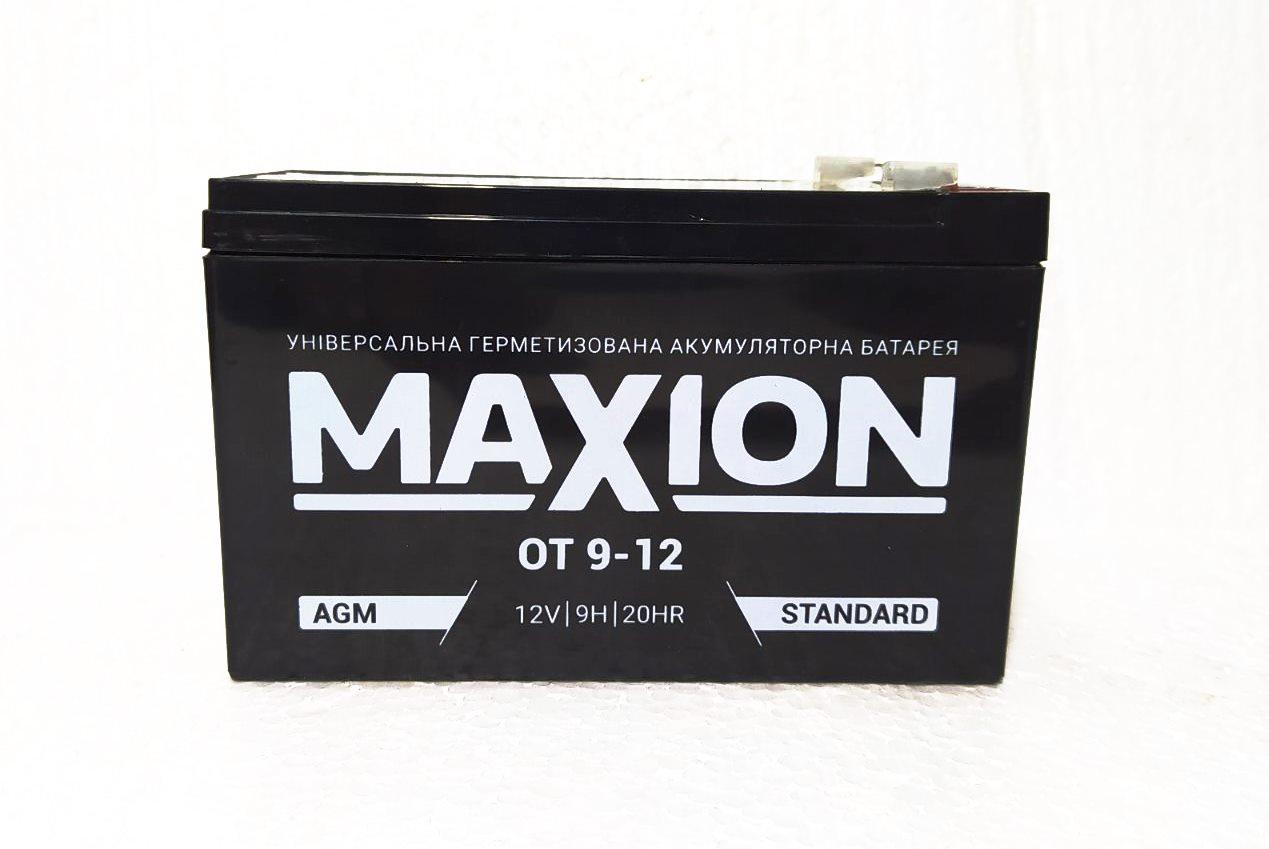 УНІВЕРСАЛЬНА ГЕРМЕТИЗОВАНА АКУМУЛЯТОРНА БАТАРЕЯ
MAXION
OT 9-12
AGM 12V|9H|20HR STANDARD